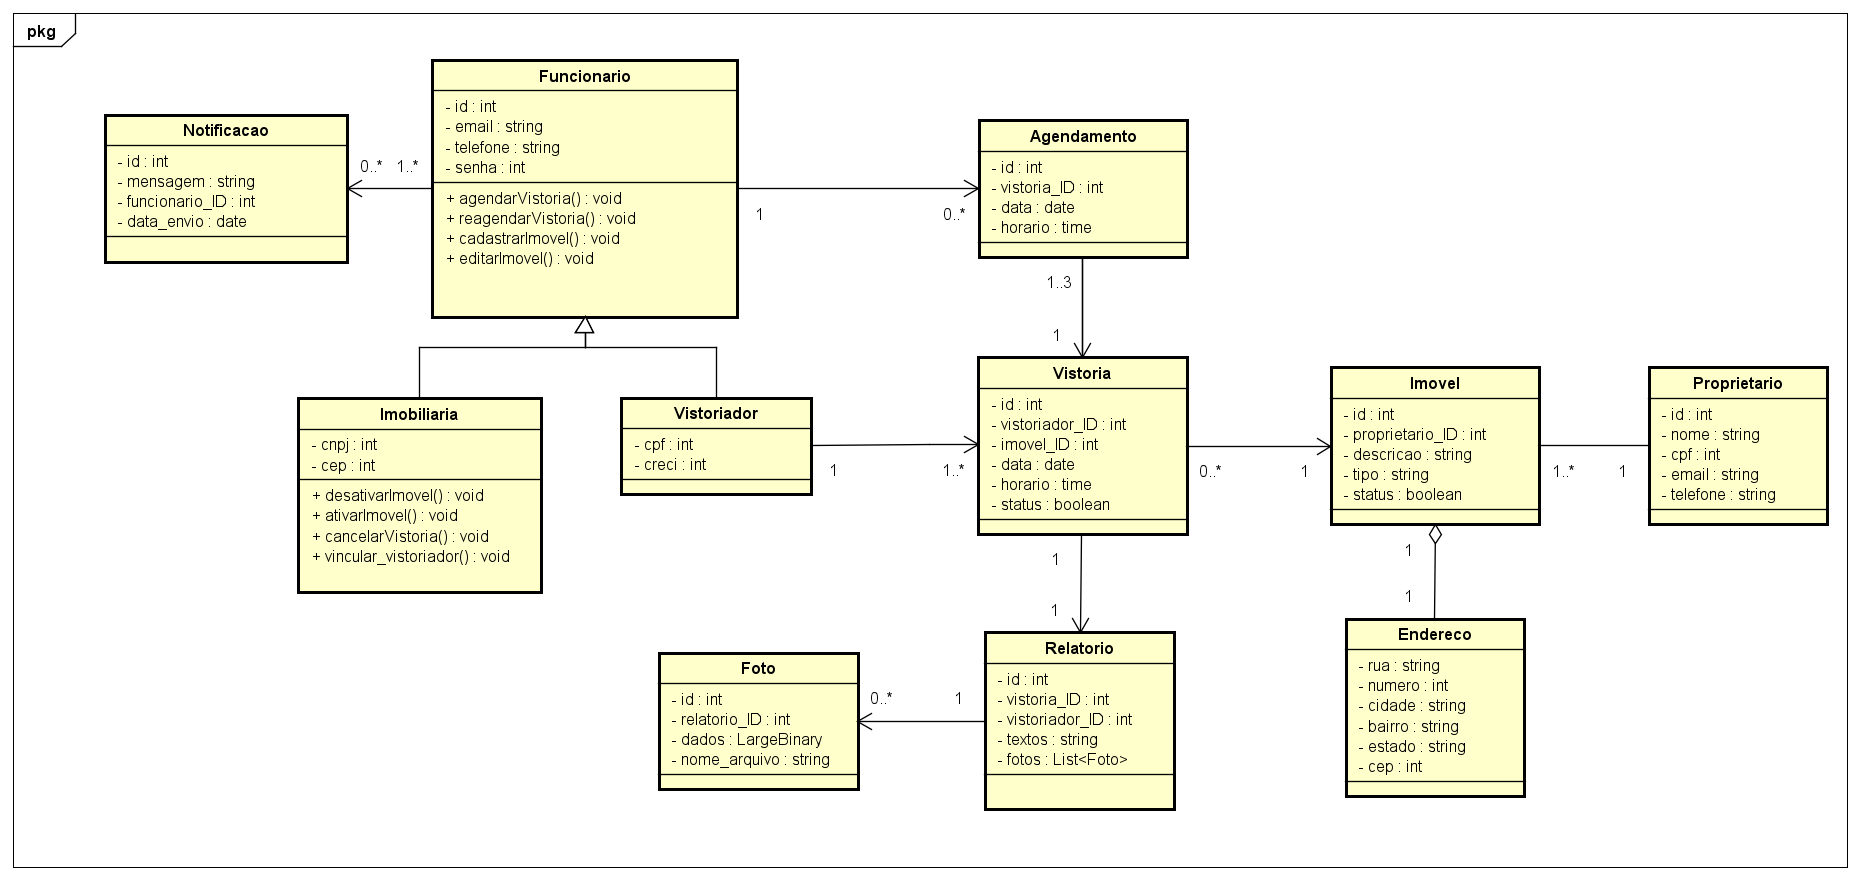 pkg
Notificacao
- id : int
- mensagem : string
- funcionario_ID : int
- data_envio : date
0..*
1..*
Funcionario
- id : int
- email : string
- telefone : string
- senha : int
+ agendarVistoria() : void
+ reagendarVistoria() : void
+ cadastrarImovel() : void
+ editarImovel() : void
1
0..*
Agendamento
- id : int
- vistoria_ID : int
- data : date
- horario : time
1..3
1
Imobiliaria
- cnpj : int
- cep : int
+ desativarImovel() : void
+ ativarImovel() : void
+ cancelarVistoria() : void
+ vincular_vistoriador() : void
Vistoriador
- cpf : int
- creci : int
1
1..*
Vistoria
- id : int
- vistoriador_ID : int
- imovel_ID : int
- data : date
- horario : time
- status : boolean
0..*
1
Imovel
- id : int
- proprietario_ID : int
- descricao : string
- tipo : string
- status : boolean
1..*
1
Proprietario
- id : int
- nome : string
- cpf : int
- email : string
- telefone : string
1
1
1
1
Foto
- id : int
- relatorio_ID : int
- dados : LargeBinary
- nome_arquivo : string
0..*
1
Relatorio
- id : int
- vistoria_ID : int
- vistoriador_ID : int
- textos : string
- fotos : List<Foto>
Endereco
- rua : string
- numero : int
- cidade : string
- bairro : string
- estado : string
- cep : int